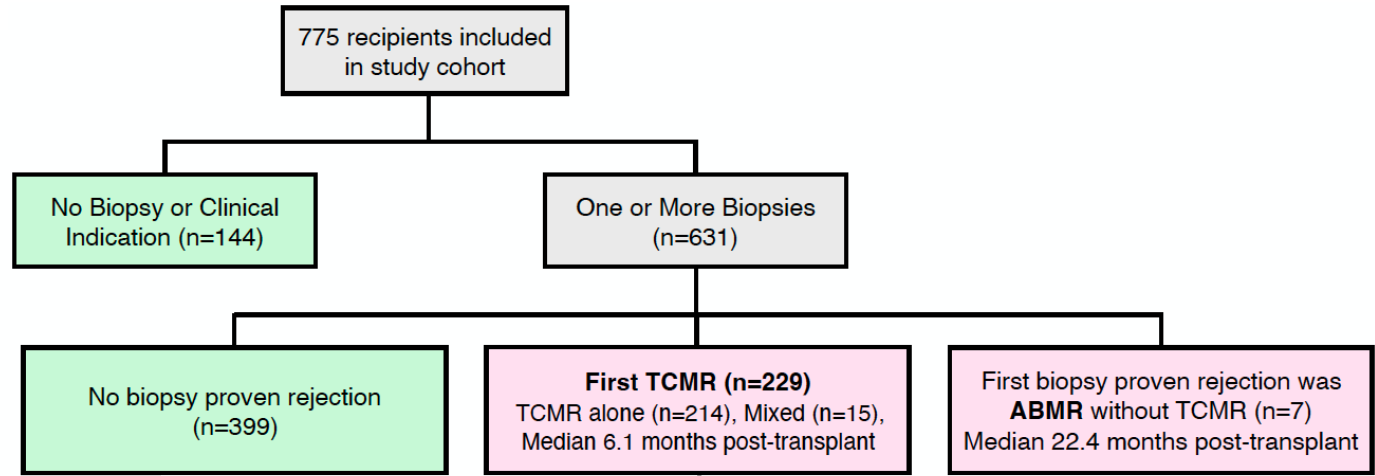 775 recipients included
in study cohort
No Biopsy or Clinical
Indication (n=144)
One or More Biopsies
(n=631)
No biopsy proven rejection
(n=399)
First TCMR (n=229)
TCMR alone (n=214), Mixed (n=15),
Median 6.1 months post-transplant
First biopsy proven rejection was
ABMR without TCMR (n=7)
Median 22.4 months post-transplant